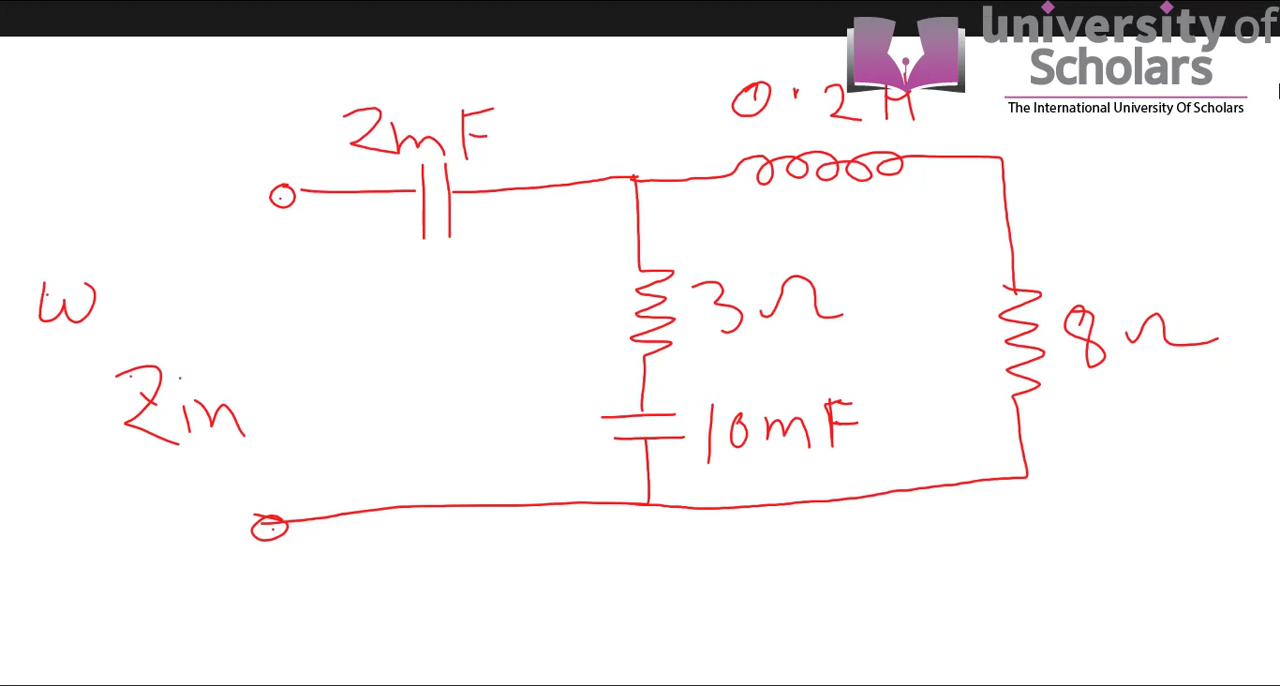 university of
Scholars
The International University Of Scholars
2mF
0.2H
3Ω
8Ω
ω
Zin
10mF